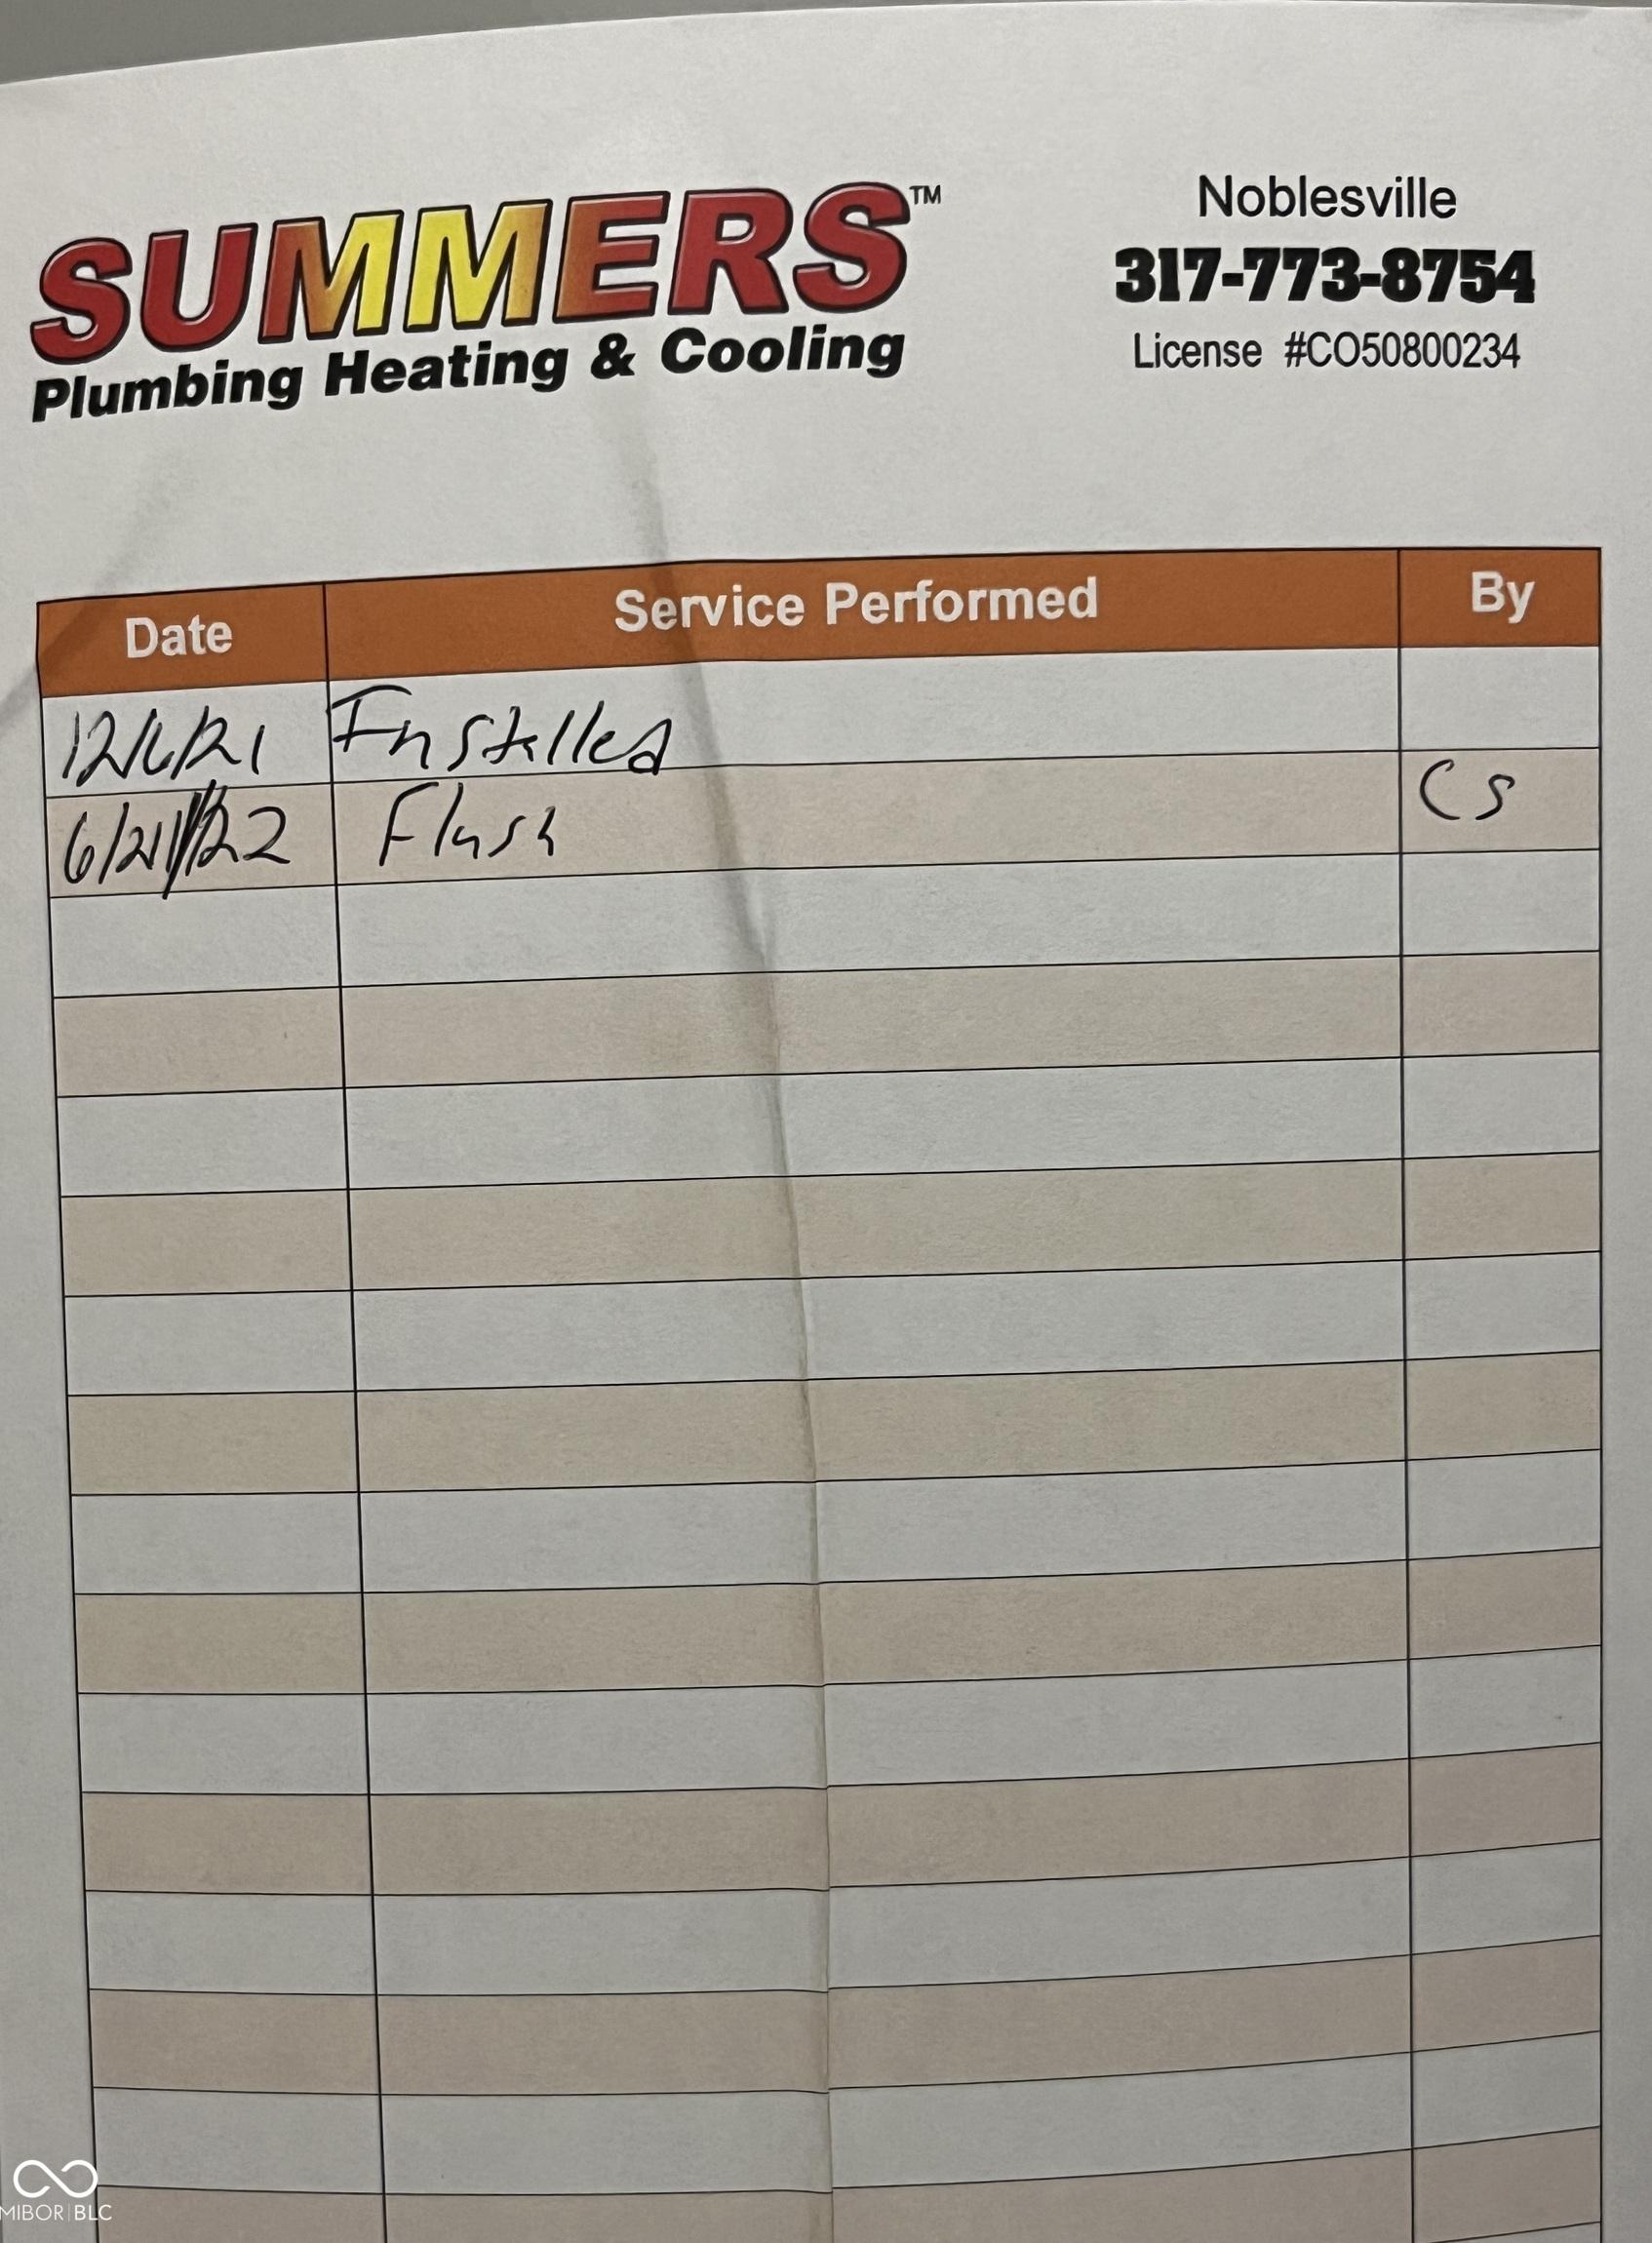 SUMMERS™
Plumbing Heating & Cooling
Noblesville
317-773-8754
License #CO50800234
Date Service Performed By
12/6/21 Installed
6/21/22 Flush CS
MIBOR|BLC